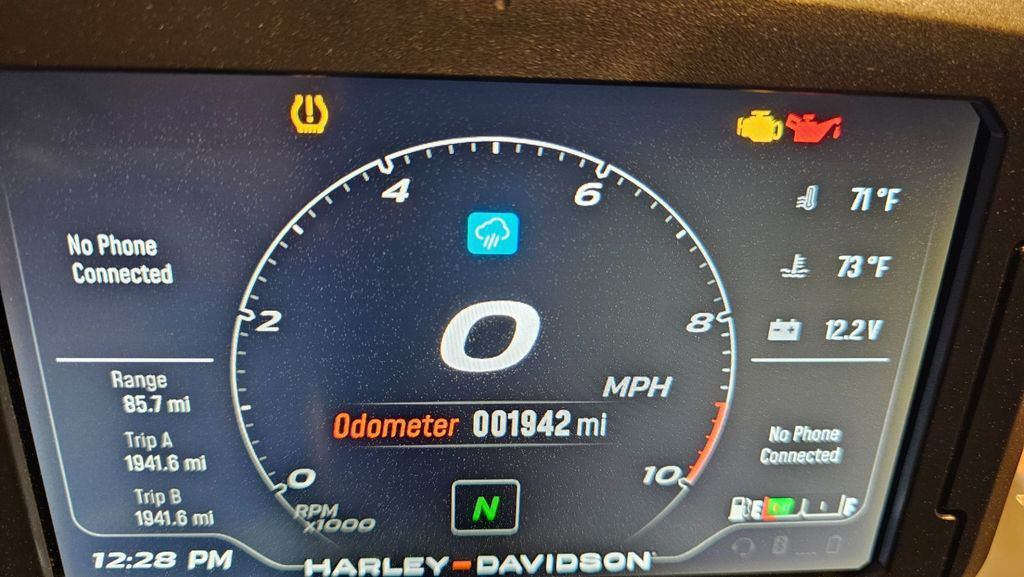 71 °F
No Phone
Connected
73 °F
12.2V
4
6
2
8
0
10
0
MPH
Range
85.7 mi
Odometer 001942 mi
Trip A
1941.6 mi
No Phone
Connected
Trip B
1941.6 mi
RPM
x1000
N
E F
12:28 PM
HARLEY-DAVIDSON